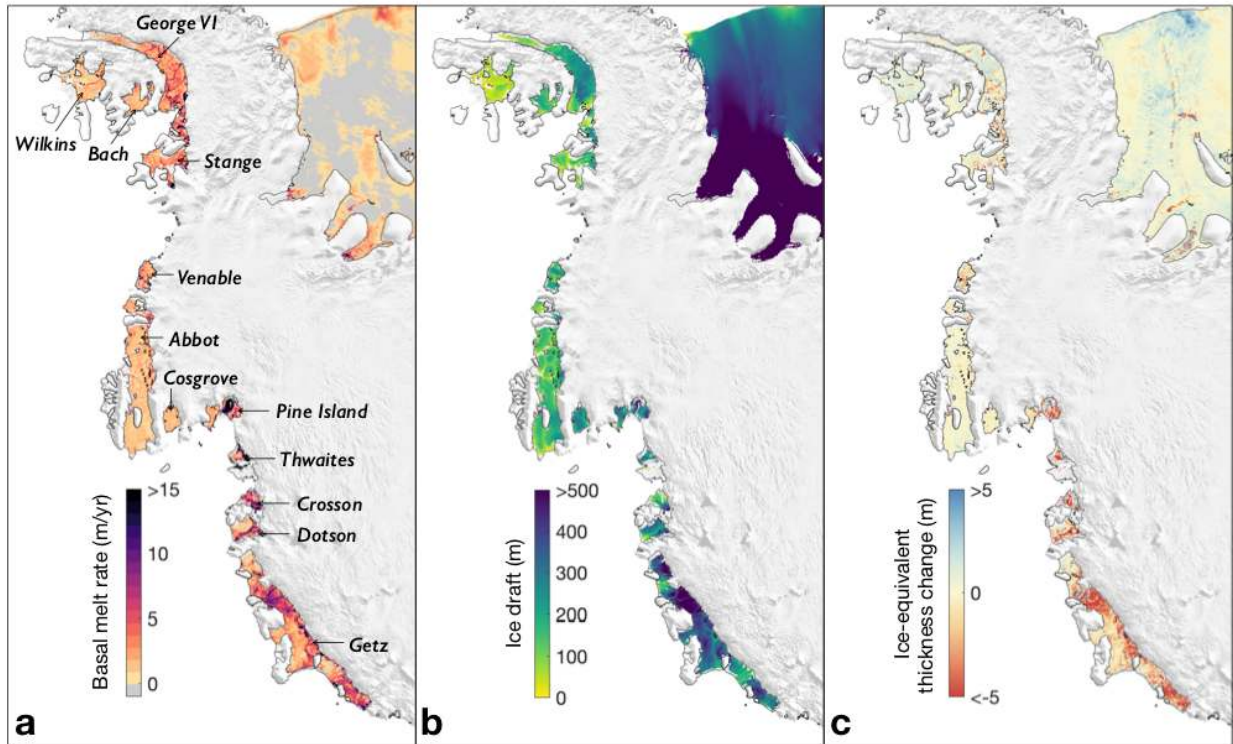 George VI
Wilkins
Bach
Stange
Venable
Abbot
Cosgrove
Pine Island
Thwaites
Crosson
Dotson
Getz
Basal melt rate (m/yr)
>15
10
5
0
a
Ice draft (m)
>500
400
300
200
100
0
b
Ice-equivalent
thickness change (m)
>5
0
<-5
c